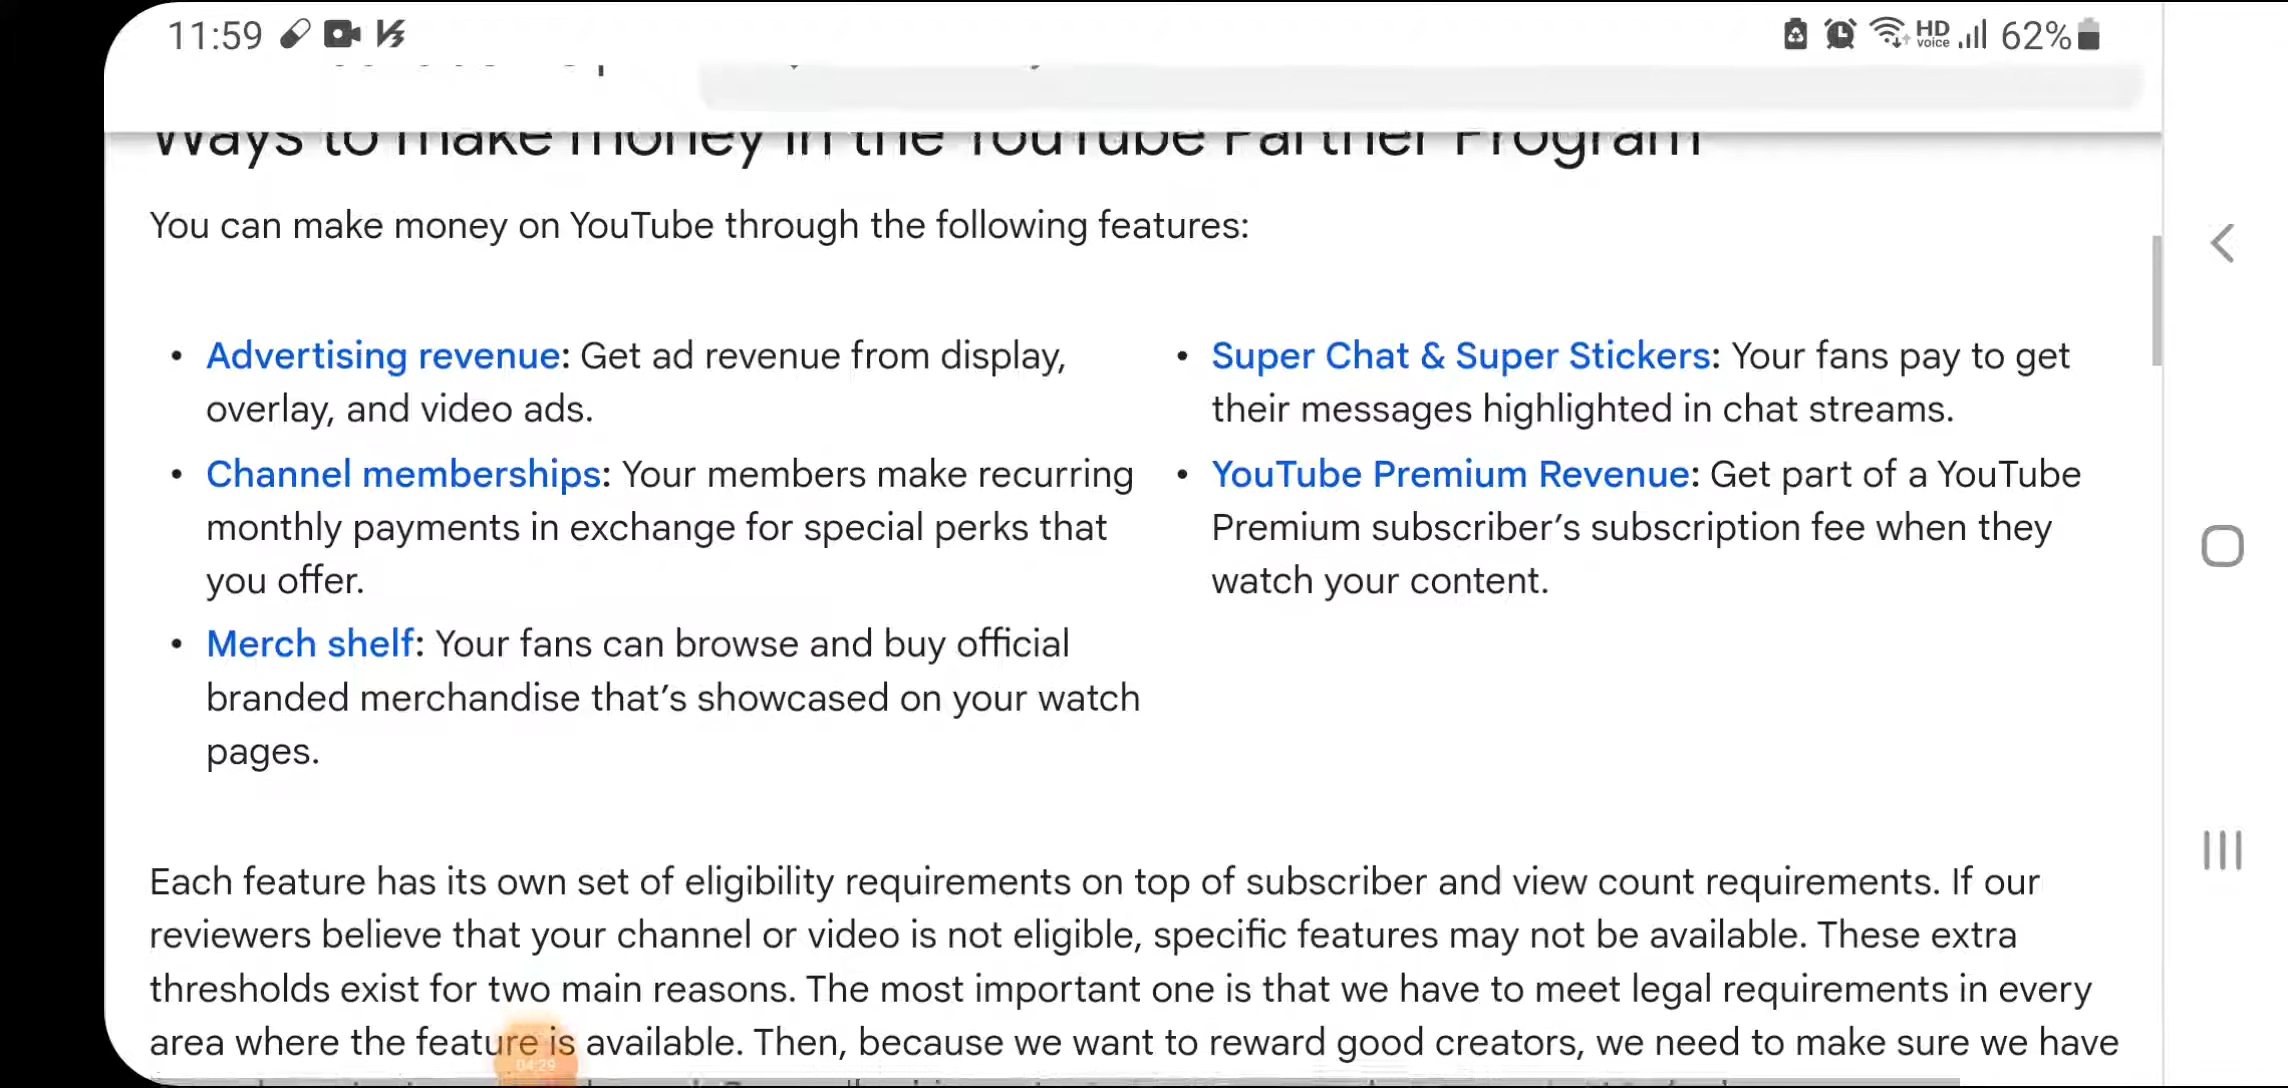 11:59
HD voice 62%
Ways to make money in the YouTube Partner Program
You can make money on YouTube through the following features:
• Advertising revenue: Get ad revenue from display,
overlay, and video ads.
• Channel memberships: Your members make recurring
monthly payments in exchange for special perks that
you offer.
• Merch shelf: Your fans can browse and buy official
branded merchandise that’s showcased on your watch
pages.
• Super Chat & Super Stickers: Your fans pay to get
their messages highlighted in chat streams.
• YouTube Premium Revenue: Get part of a YouTube
Premium subscriber’s subscription fee when they
watch your content.
Each feature has its own set of eligibility requirements on top of subscriber and view count requirements. If our
reviewers believe that your channel or video is not eligible, specific features may not be available. These extra
thresholds exist for two main reasons. The most important one is that we have to meet legal requirements in every
area where the feature is available. Then, because we want to reward good creators, we need to make sure we have
04:29